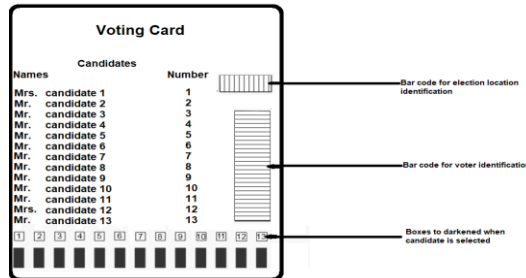 Voting Card
Candidates
Names Number
Mrs. candidate 1 1
Mr. candidate 2 2
Mr. candidate 3 3
Mr. candidate 4 4
Mr. candidate 5 5
Mr. candidate 6 6
Mr. candidate 7 7
Mr. candidate 8 8
Mr. candidate 9 9
Mr. candidate 10 10
Mr. candidate 11 11
Mrs. candidate 12 12
Mr. candidate 13 13
1 2 3 4 5 6 7 8 9 10 11 12 13
Bar code for election location
identification
Bar code for voter identification
Boxes to darkened when
candidate is selected